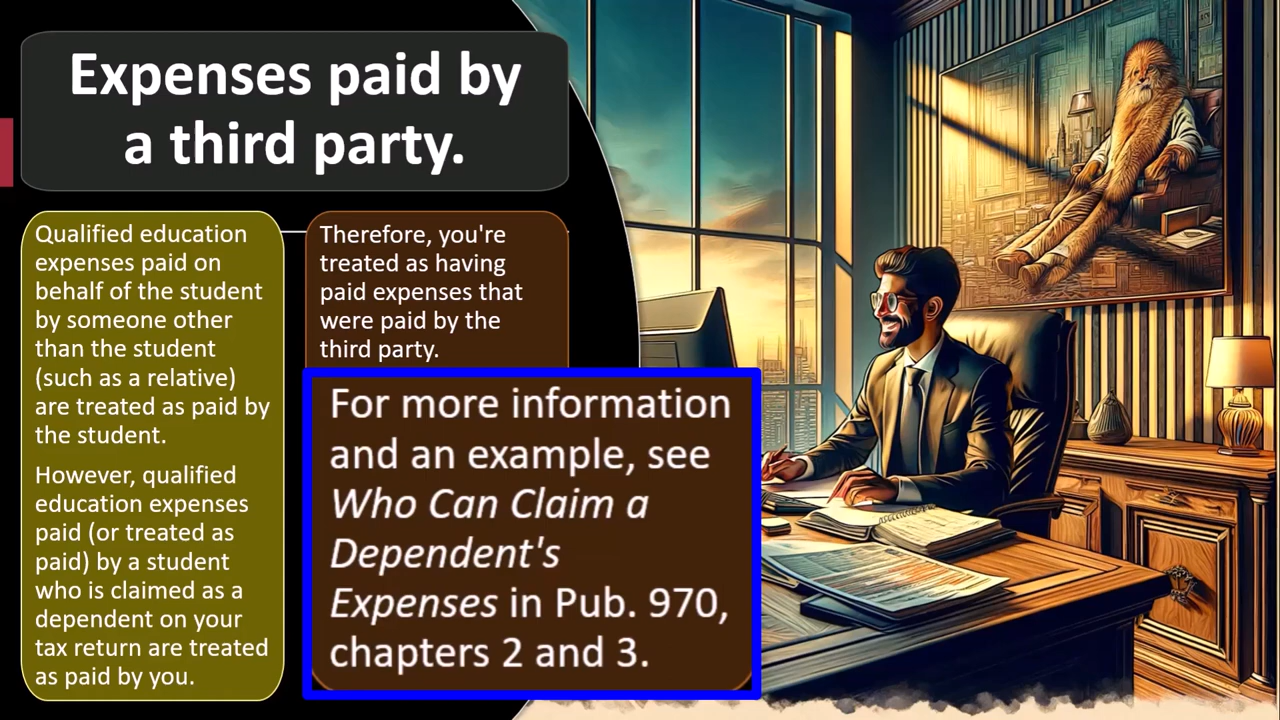 Expenses paid by
a third party.
Qualified education
expenses paid on
behalf of the student
by someone other
than the student
(such as a relative)
are treated as paid by
the student.
However, qualified
education expenses
paid (or treated as
paid) by a student
who is claimed as a
dependent on your
tax return are treated
as paid by you.
Therefore, you're
treated as having
paid expenses that
were paid by the
third party.
For more information
and an example, see
Who Can Claim a
Dependent's
Expenses in Pub. 970,
chapters 2 and 3.